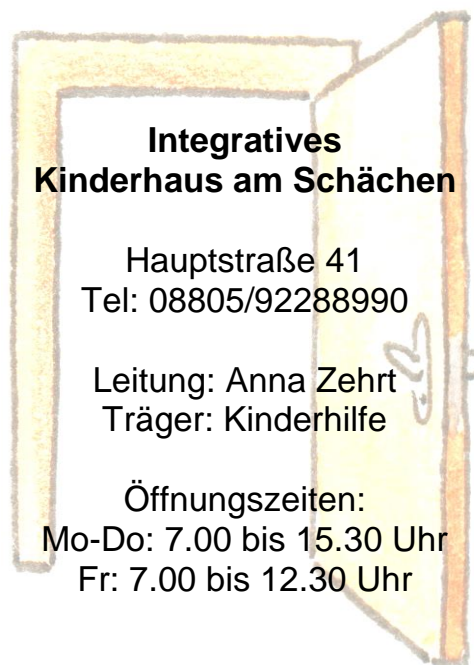 Integratives
Kinderhaus am Schächen
Hauptstraße 41
Tel: 08805/92288990
Leitung: Anna Zehrt
Träger: Kinderhilfe
Öffnungszeiten:
Mo-Do: 7.00 bis 15.30 Uhr
Fr: 7.00 bis 12.30 Uhr